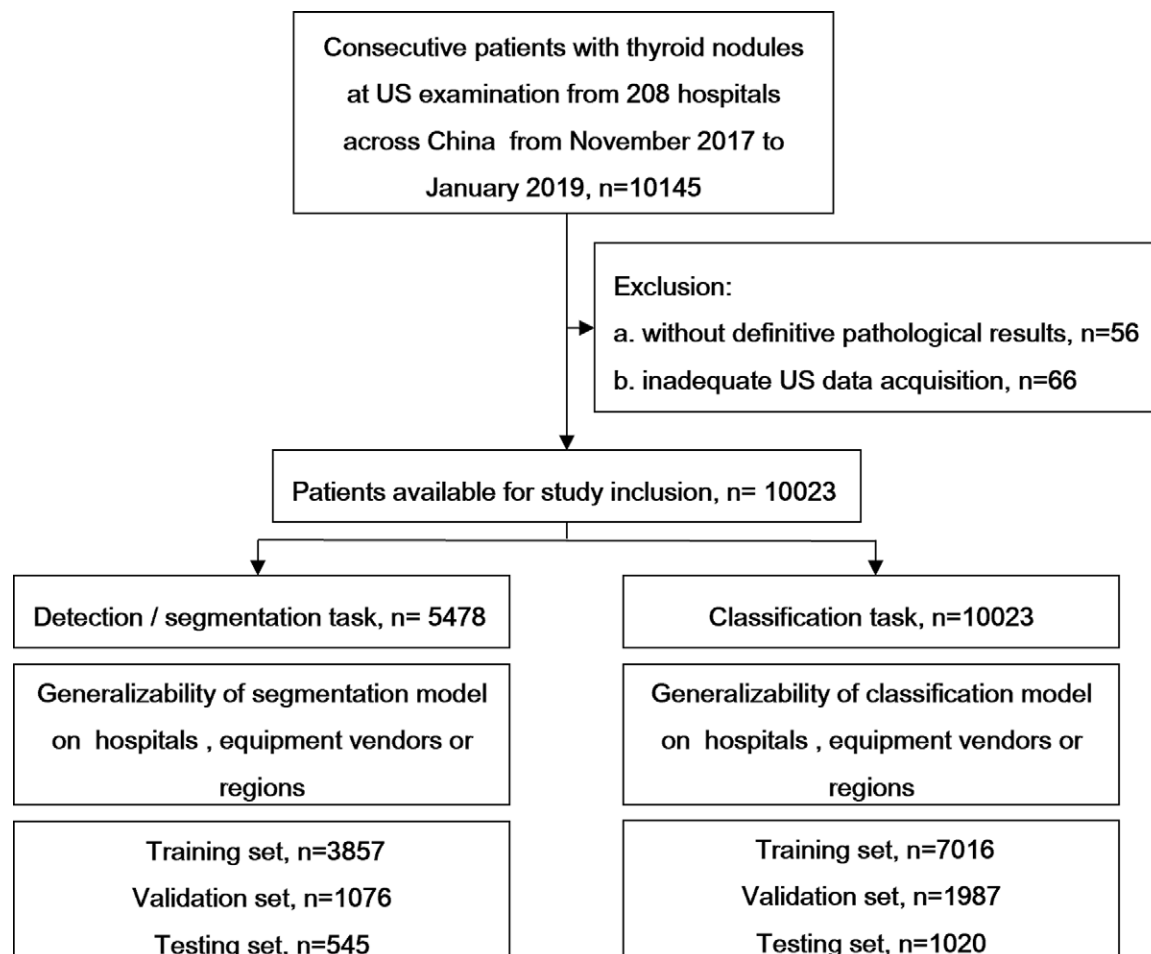 Consecutive patients with thyroid nodules
at US examination from 208 hospitals
across China from November 2017 to
January 2019, n=10145
Exclusion:
a. without definitive pathological results, n=56
b. inadequate US data acquisition, n=66
Patients available for study inclusion, n= 10023
Detection / segmentation task, n= 5478
Generalizability of segmentation model
on hospitals , equipment vendors or
regions
Training set, n=3857
Validation set, n=1076
Testing set, n=545
Classification task, n=10023
Generalizability of classification model
on hospitals , equipment vendors or
regions
Training set, n=7016
Validation set, n=1987
Testing set, n=1020